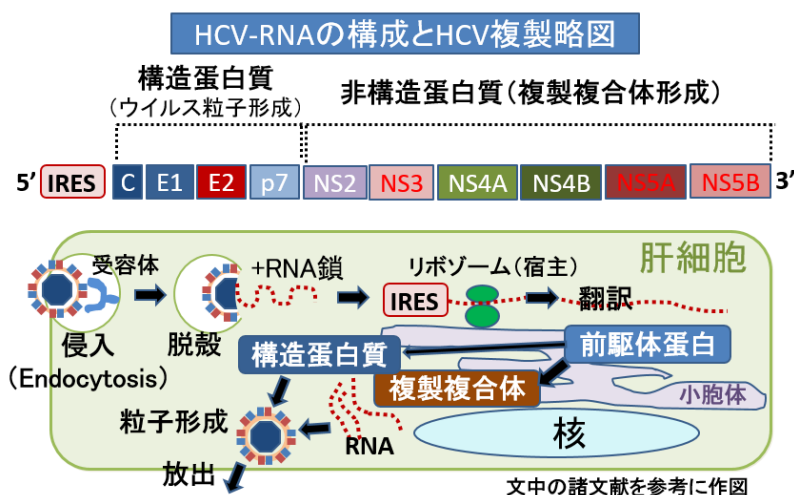 HCV-RNAの構成とHCV複製略図
構造蛋白質
（ウイルス粒子形成）
非構造蛋白質（複製複合体形成）
5’ IRES C E1 E2 p7 NS2 NS3 NS4A NS4B NS5A NS5B 3’
肝細胞
受容体
+RNA鎖
リボゾーム（宿主）
IRES
翻訳
侵入
（Endocytosis）
脱殻
構造蛋白質
前駆体蛋白
複製複合体
小胞体
粒子形成
RNA
核
放出
文中の諸文献を参考に作図